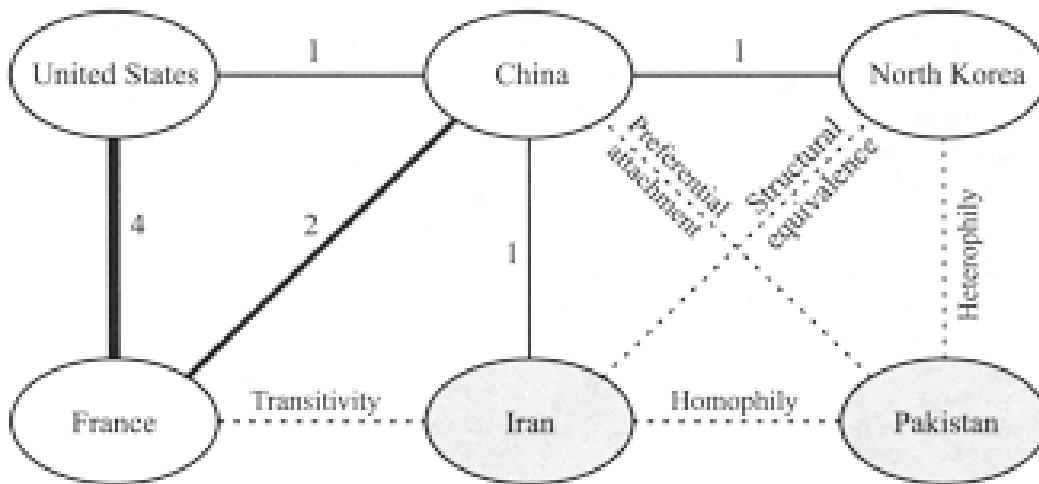 United States
1
China
1
North Korea
Preferential
attachment
Structural
equivalence
4
2
1
Heterophily
France
Transitivity
Iran
Homophily
Pakistan